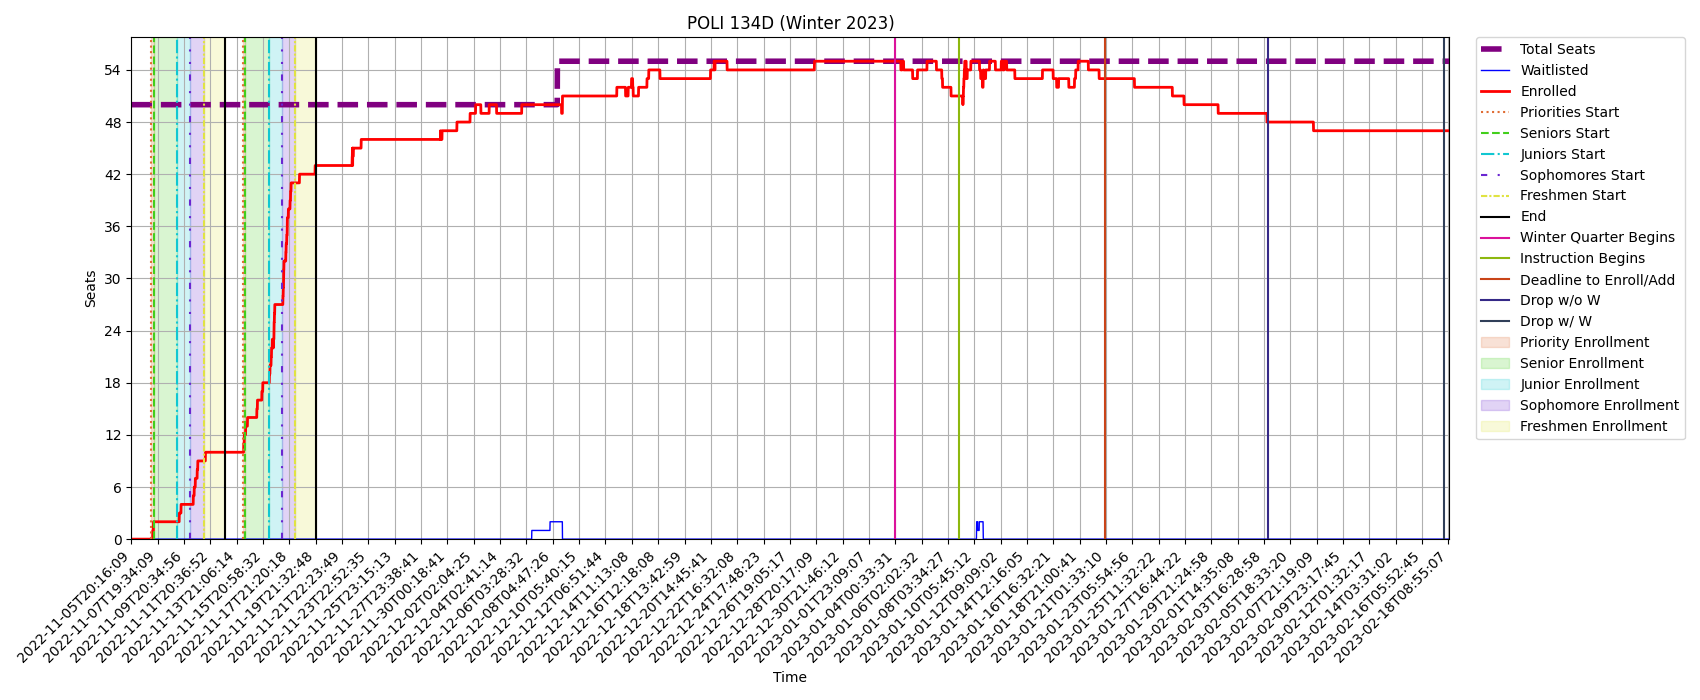 POLI 134D (Winter 2023)
Seats
54
48
42
36
30
24
18
12
6
0
2022-11-05T20:16:09
2022-11-07T19:34:09
2022-11-09T20:34:56
2022-11-11T20:36:52
2022-11-13T21:06:14
2022-11-15T20:58:32
2022-11-17T21:20:18
2022-11-19T21:32:48
2022-11-21T22:23:49
2022-11-23T22:52:35
2022-11-25T23:15:13
2022-11-27T23:38:41
2022-11-30T00:18:41
2022-12-02T02:04:25
2022-12-04T02:41:14
2022-12-06T03:28:32
2022-12-08T04:47:26
2022-12-10T05:40:15
2022-12-12T06:51:44
2022-12-14T11:13:08
2022-12-16T12:18:08
2022-12-18T13:42:59
2022-12-20T14:45:41
2022-12-22T16:32:08
2022-12-24T17:48:23
2022-12-26T19:05:17
2022-12-28T20:17:09
2022-12-30T21:46:12
2023-01-01T23:09:07
2023-01-04T00:33:31
2023-01-06T02:02:32
2023-01-08T03:34:27
2023-01-10T05:45:12
2023-01-12T09:09:02
2023-01-14T12:16:05
2023-01-16T16:32:21
2023-01-18T21:00:41
2023-01-21T01:33:10
2023-01-23T05:54:56
2023-01-25T11:32:22
2023-01-27T16:44:22
2023-01-29T21:24:58
2023-02-01T14:35:08
2023-02-03T16:28:58
2023-02-05T18:33:20
2023-02-07T21:19:09
2023-02-09T23:17:45
2023-02-12T01:32:17
2023-02-14T03:31:02
2023-02-16T05:52:45
2023-02-18T08:55:07
Time
Total Seats
Waitlisted
Enrolled
Priorities Start
Seniors Start
Juniors Start
Sophomores Start
Freshmen Start
End
Winter Quarter Begins
Instruction Begins
Deadline to Enroll/Add
Drop w/o W
Drop w/ W
Priority Enrollment
Senior Enrollment
Junior Enrollment
Sophomore Enrollment
Freshmen Enrollment